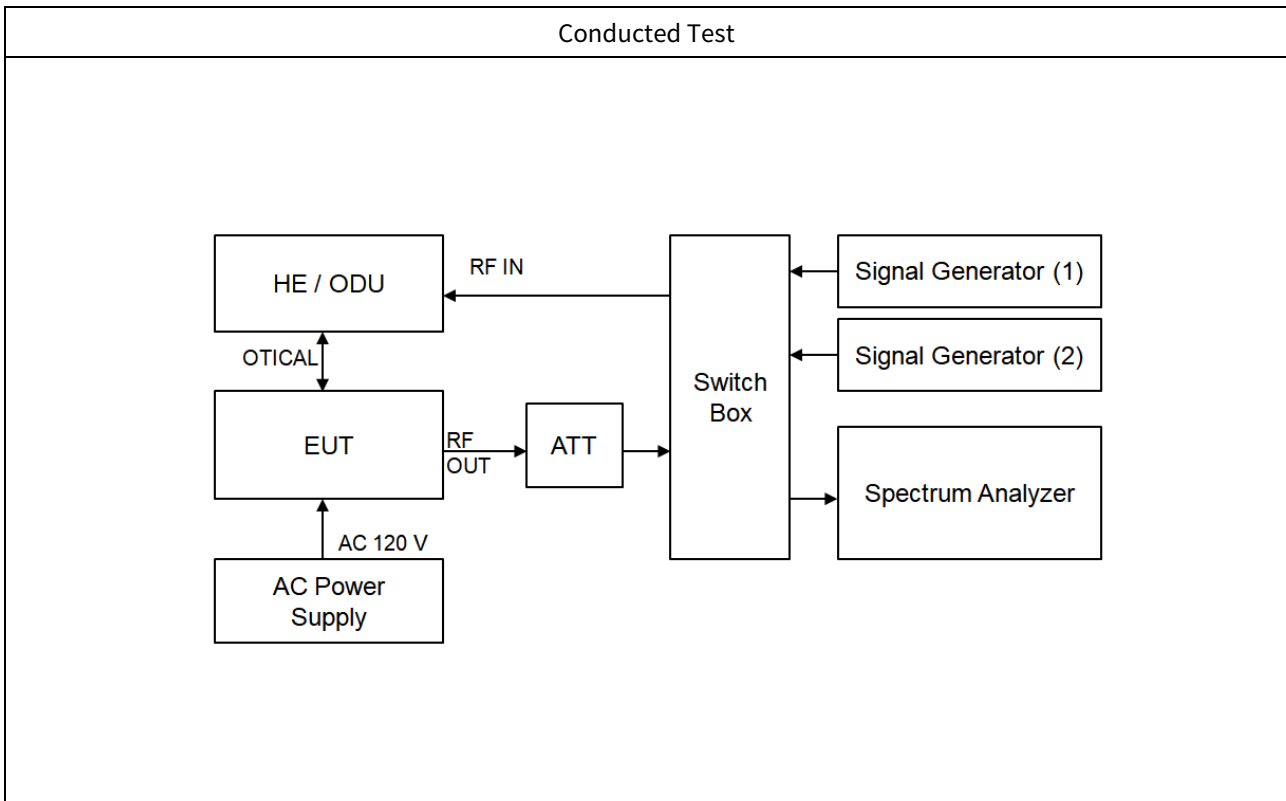 Conducted Test
HE / ODU
RF IN
Signal Generator (1)
OTICAL
Signal Generator (2)
Switch
Box
EUT
RF
OUT
ATT
Spectrum Analyzer
AC 120 V
AC Power
Supply